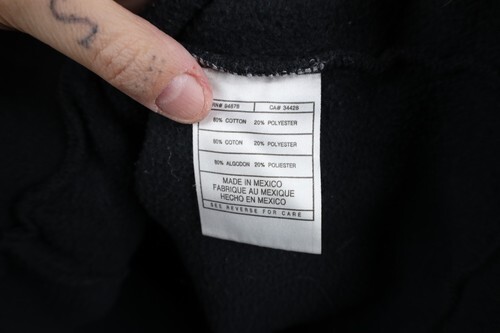 RN# 94878 CA# 34428
80% COTTON 20% POLYESTER
80% COTON 20% POLYESTER
80% ALGODON 20% POLIESTER
MADE IN MEXICO
FABRIQUE AU MEXIQUE
HECHO EN MEXICO
SEE REVERSE FOR CARE